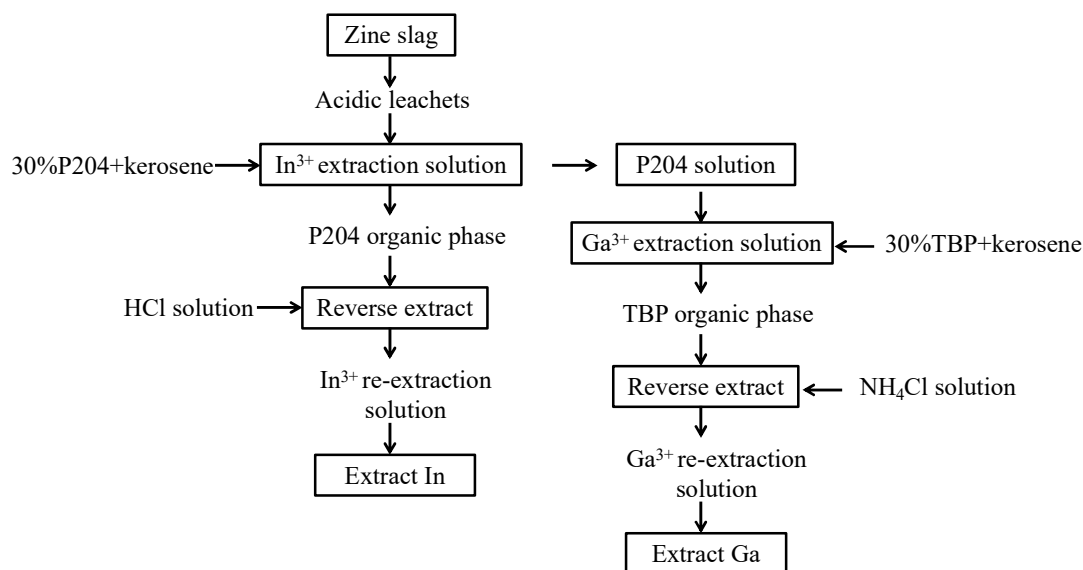 Zine slag
Acidic leachets
30%P204+kerosene
In³⁺ extraction solution
P204 solution
P204 organic phase
Ga³⁺ extraction solution
30%TBP+kerosene
HCl solution
Reverse extract
TBP organic phase
In³⁺ re-extraction
solution
Reverse extract
NH₄Cl solution
Extract In
Ga³⁺ re-extraction
solution
Extract Ga